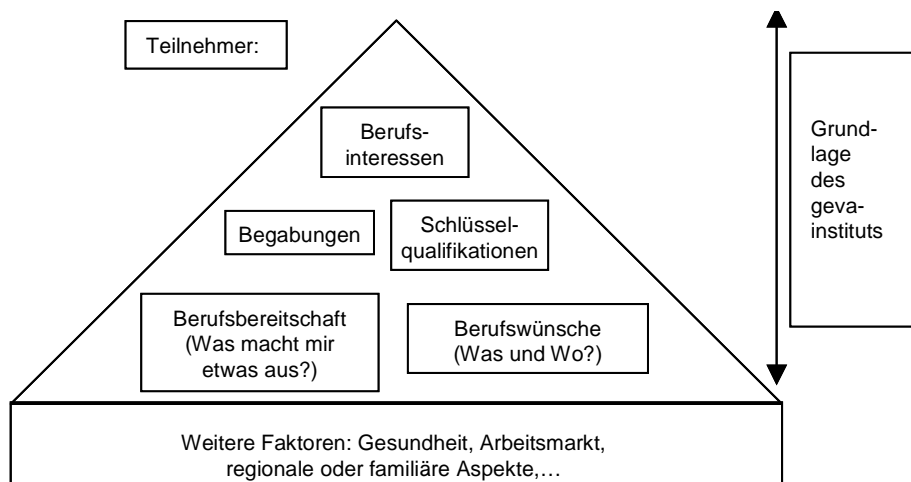 Teilnehmer:
Berufs-
interessen
Begabungen
Schlüssel-
qualifikationen
Berufsbereitschaft
(Was macht mir
etwas aus?)
Berufswünsche
(Was und Wo?)
Weitere Faktoren: Gesundheit, Arbeitsmarkt,
regionale oder familiäre Aspekte,…
Grund-
lage
des
geva-
instituts